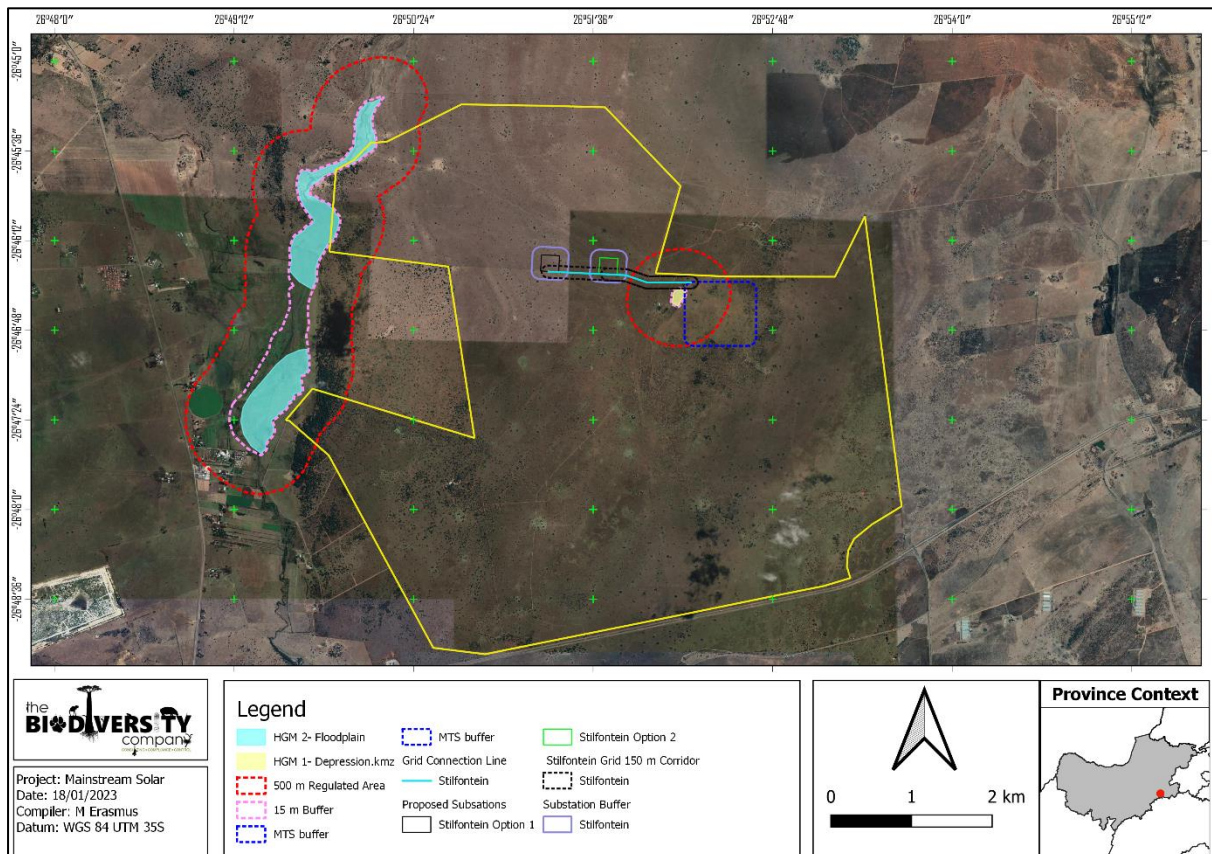 26°48'0" 26°49'12" 26°50'24" 26°51'36" 26°52'48" 26°54'0" 26°55'12"
-26°45'0"
-26°45'36"
-26°46'12"
-26°46'48"
-26°47'24"
-26°48'0"
-26°48'36"
the
BIODIVERSITY
company
Project: Mainstream Solar
Date: 18/01/2023
Compiler: M Erasmus
Datum: WGS 84 UTM 35S
Legend
HGM 2- Floodplain
HGM 1- Depression.kmz
500 m Regulated Area
15 m Buffer
MTS buffer
MTS buffer
Grid Connection Line
Stilfontein
Proposed Subsations
Stilfontein Option 1
Stilfontein Option 2
Stilfontein Grid 150 m Corridor
Stilfontein
Substation Buffer
Stilfontein
0 1 2 km
Province Context